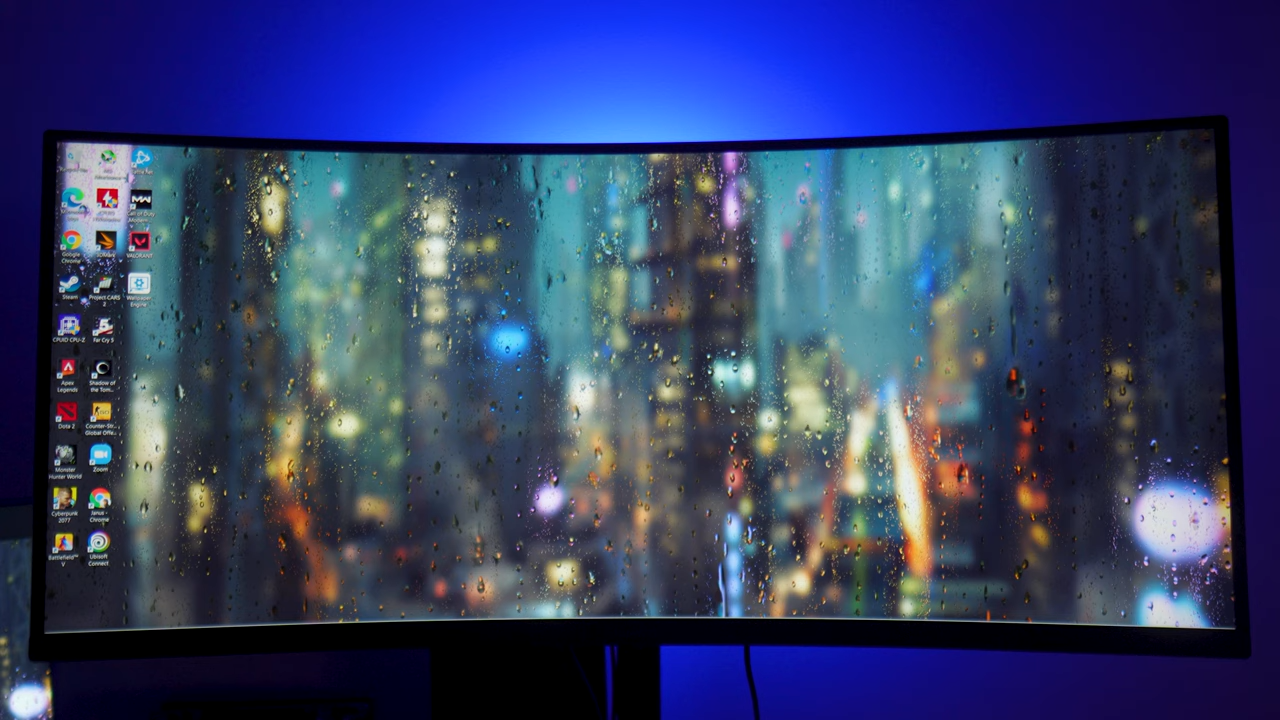 Google
Chrome
Steam
CPUID CPU-Z
Apex
Legends
Dota 2
Monster
Hunter World
Cyberpunk
2077
Battlefield™
V
Project CARS
2
Far Cry 5
Shadow of
the Tom...
Counter-Str...
Global Offe...
Zoom
Janus -
Chrome
Ubisoft
Connect
Call of Duty
Modern
VALORANT
Wallpaper
Engine